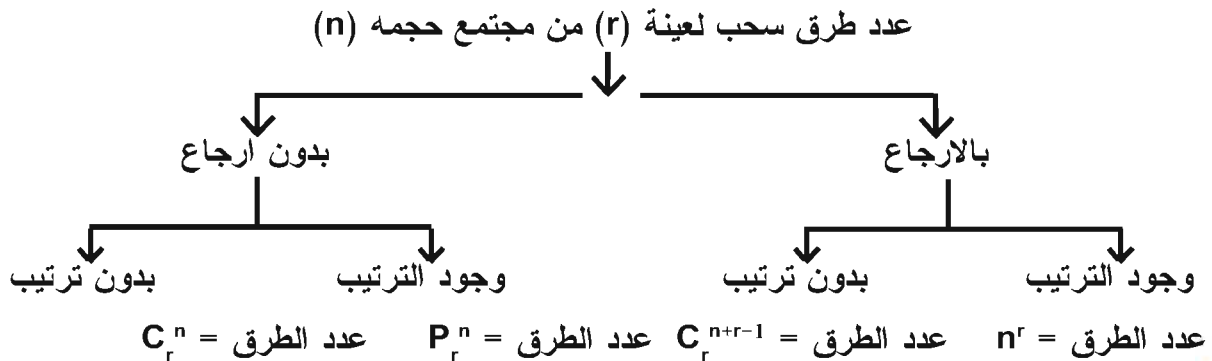 عدد طرق سحب لعينة (r) من مجتمع حجمه (n)
بالارجاع بدون ارجاع
وجود الترتيب بدون ترتيب وجود الترتيب بدون ترتيب
عدد الطرق = nʳ عدد الطرق = C_r^{n+r-1} عدد الطرق = P_r^n عدد الطرق = C_r^n